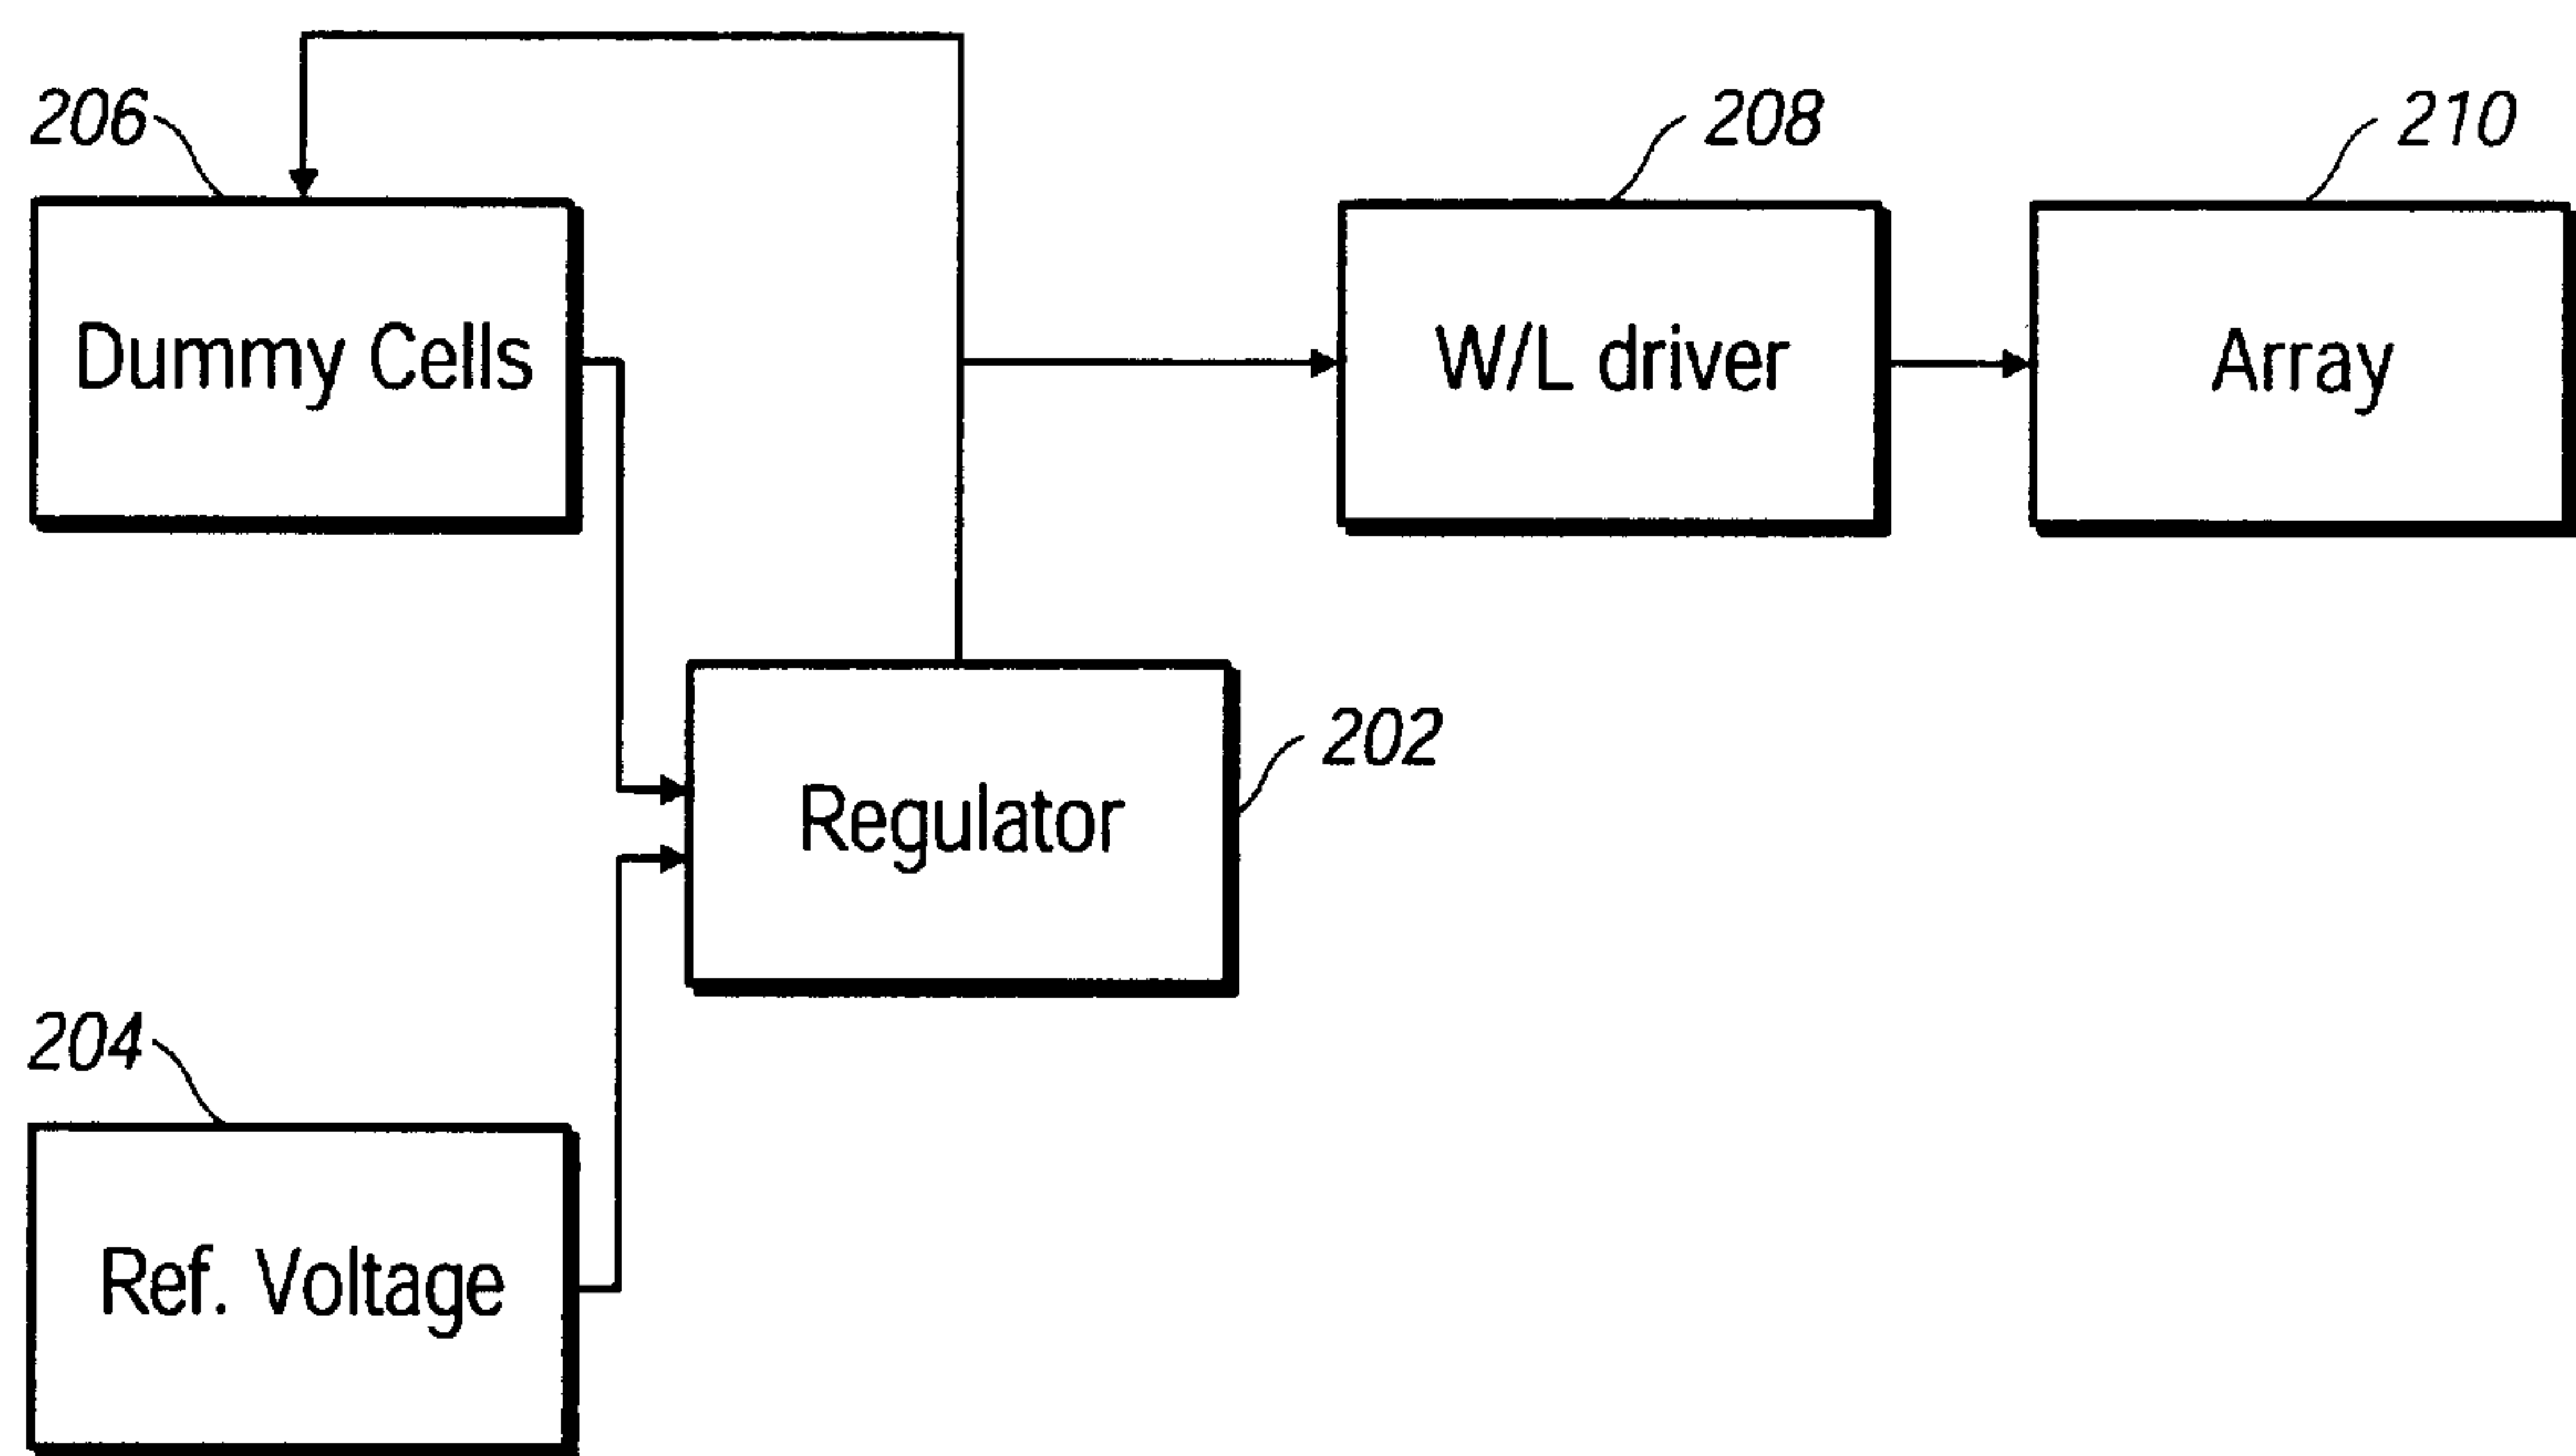 206
208
210
Dummy Cells
W/L driver
Array
202
Regulator
204
Ref. Voltage